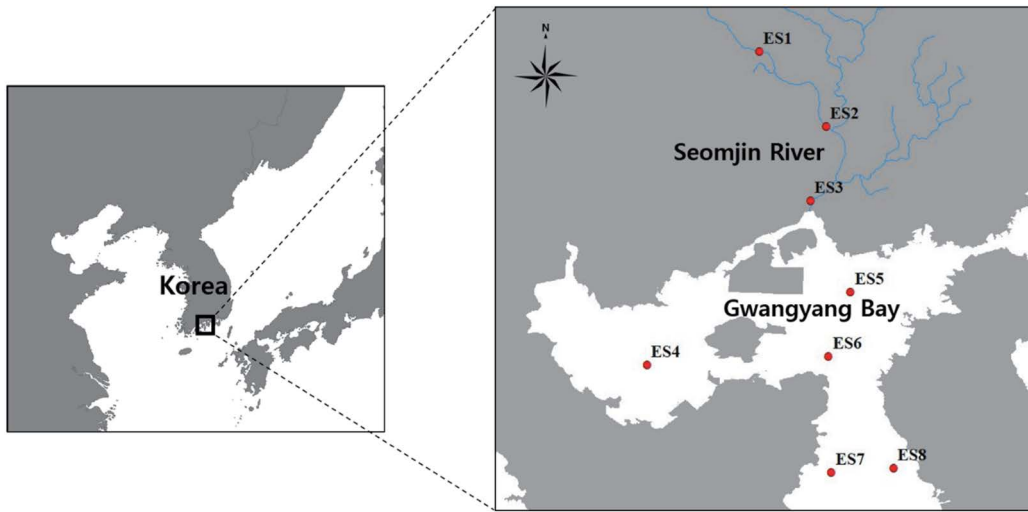 N
ES1
ES2
Seomjin River
ES3
Korea
ES5
Gwangyang Bay
ES4
ES6
ES7
ES8